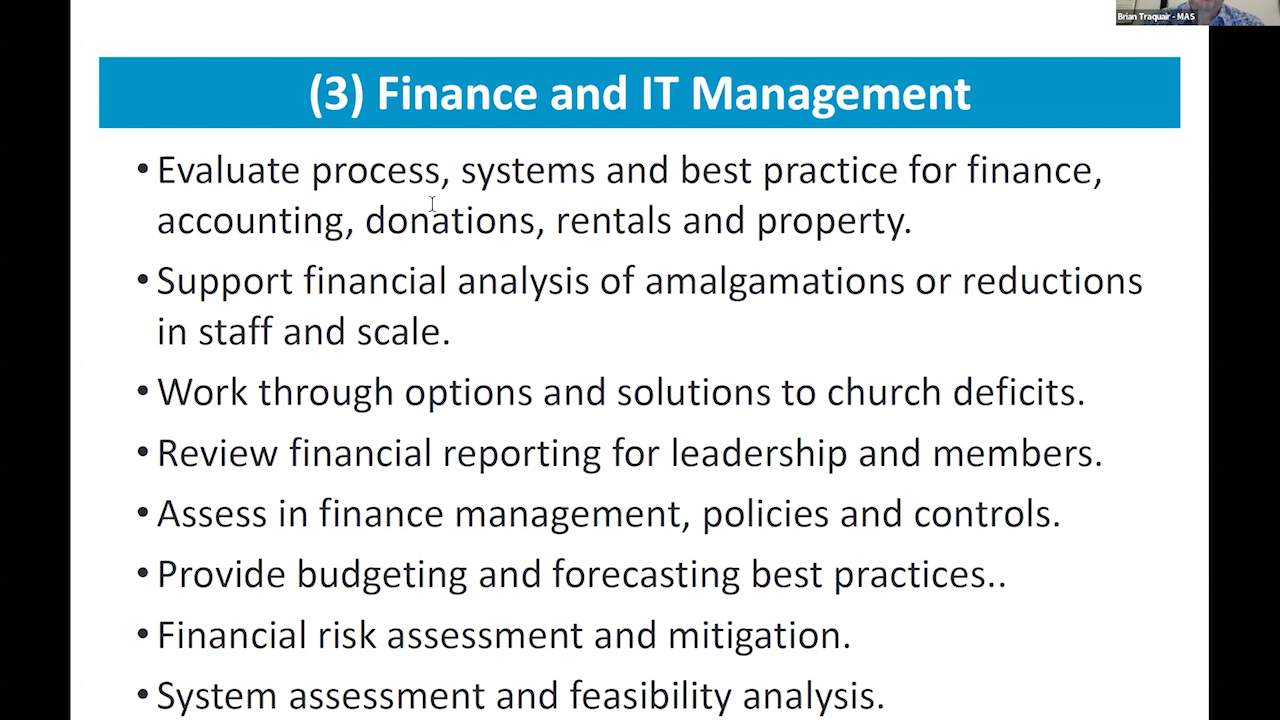 Brian Traquair - MAS
(3) Finance and IT Management
• Evaluate process, systems and best practice for finance,
accounting, donations, rentals and property.
• Support financial analysis of amalgamations or reductions
in staff and scale.
• Work through options and solutions to church deficits.
• Review financial reporting for leadership and members.
• Assess in finance management, policies and controls.
• Provide budgeting and forecasting best practices..
• Financial risk assessment and mitigation.
• System assessment and feasibility analysis.